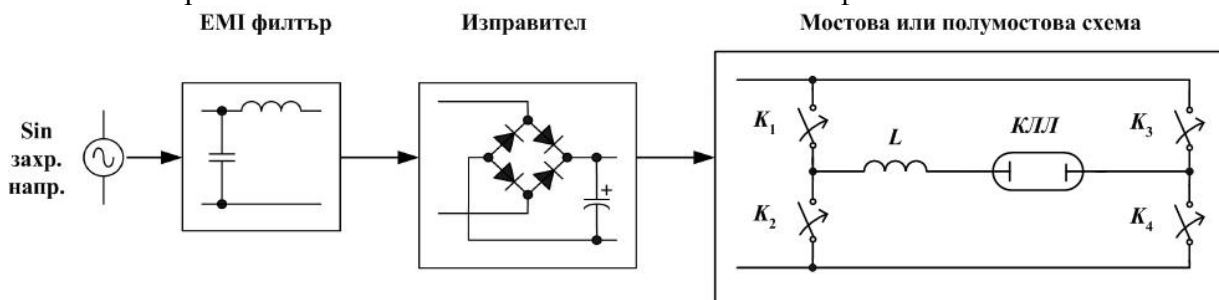 EMI филтър
Изправител
Мостова или полумостова схема
Sin
захр.
напр.
+
K1
K2
L
КЛЛ
K3
K4